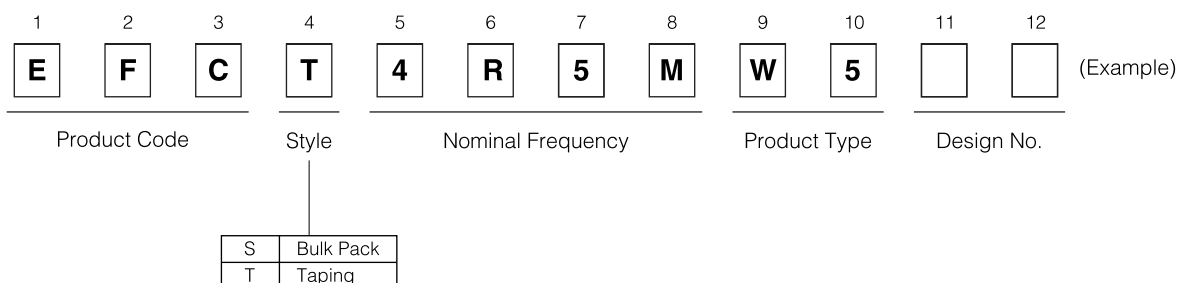 1 2 3 4 5 6 7 8 9 10 11 12
E F C T 4 R 5 M W 5 (Example)
Product Code Style Nominal Frequency Product Type Design No.
S Bulk Pack
T Taping